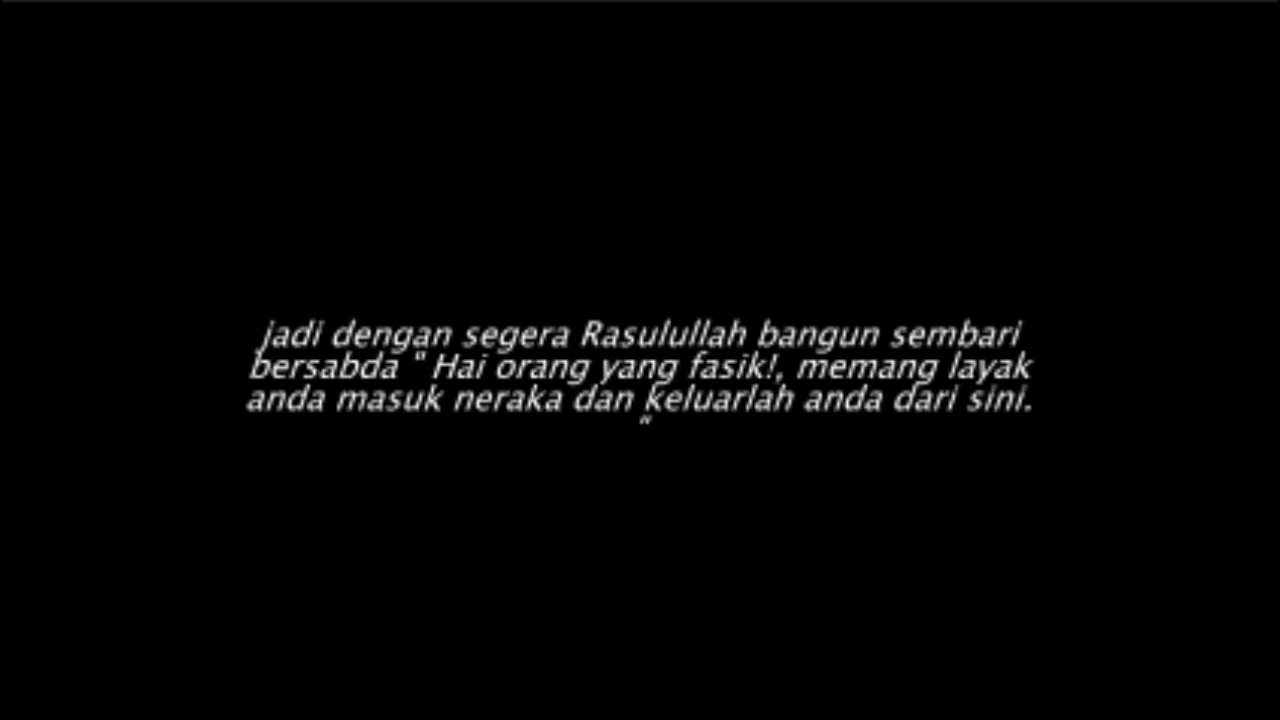 jadi dengan segera Rasulullah bangun sembari
bersabda " Hai orang yang fasik!, memang layak
anda masuk neraka dan keluarlah anda dari sini.
"